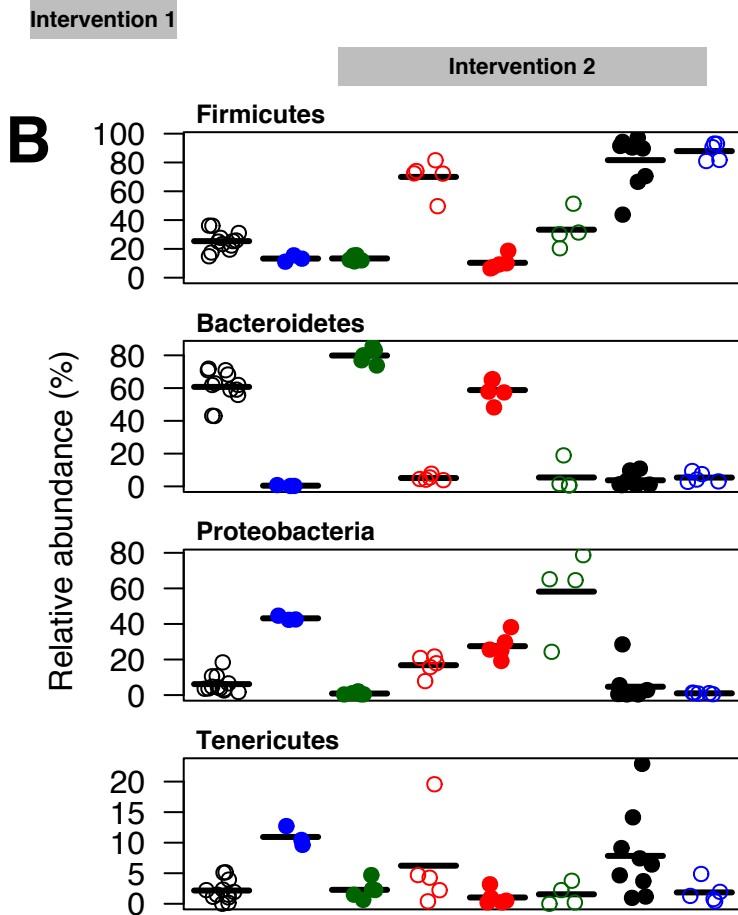 Intervention 1
Intervention 2
B
Firmicutes
100
80
60
40
20
0
Bacteroidetes
80
60
40
20
0
Relative abundance (%)
Proteobacteria
80
60
40
20
0
Tenericutes
20
15
10
5
0